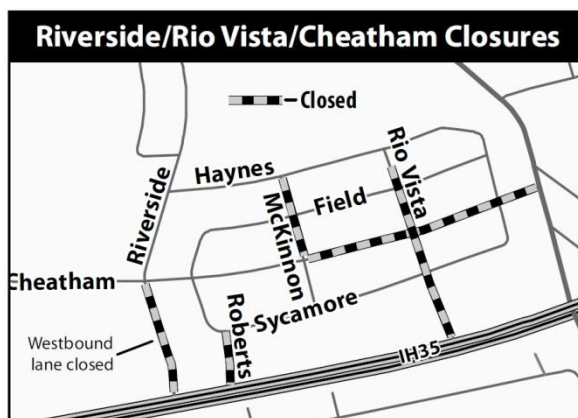 Riverside/Rio Vista/Cheatham Closures
Closed
Rio Vista
Haynes
Riverside
McKinnon
Field
Cheatham
Sycamore
Roberts
Westbound
lane closed
IH35